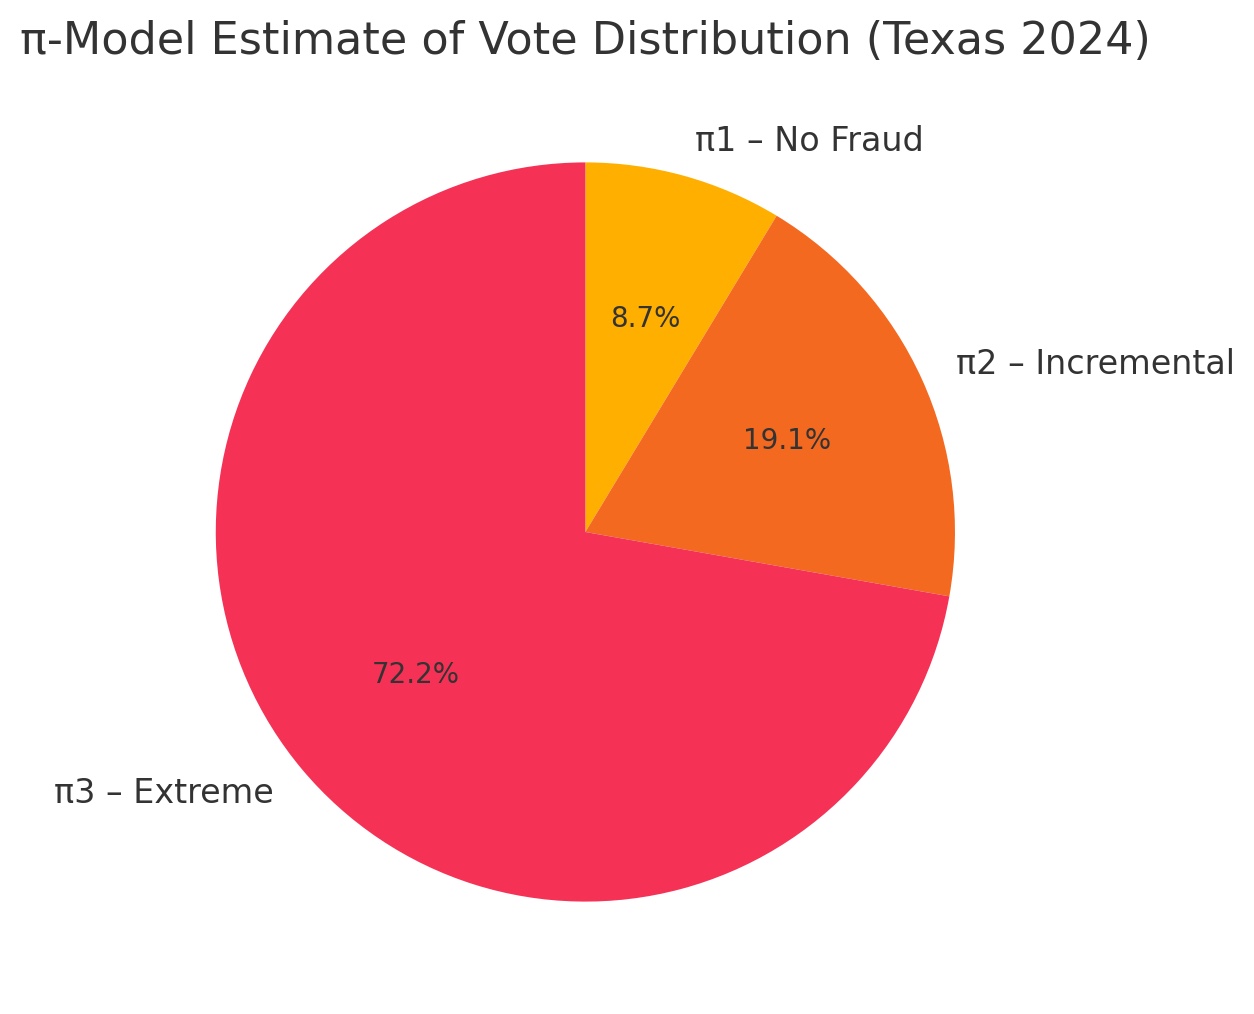 π-Model Estimate of Vote Distribution (Texas 2024)
π1 – No Fraud
8.7%
π2 – Incremental
19.1%
72.2%
π3 – Extreme